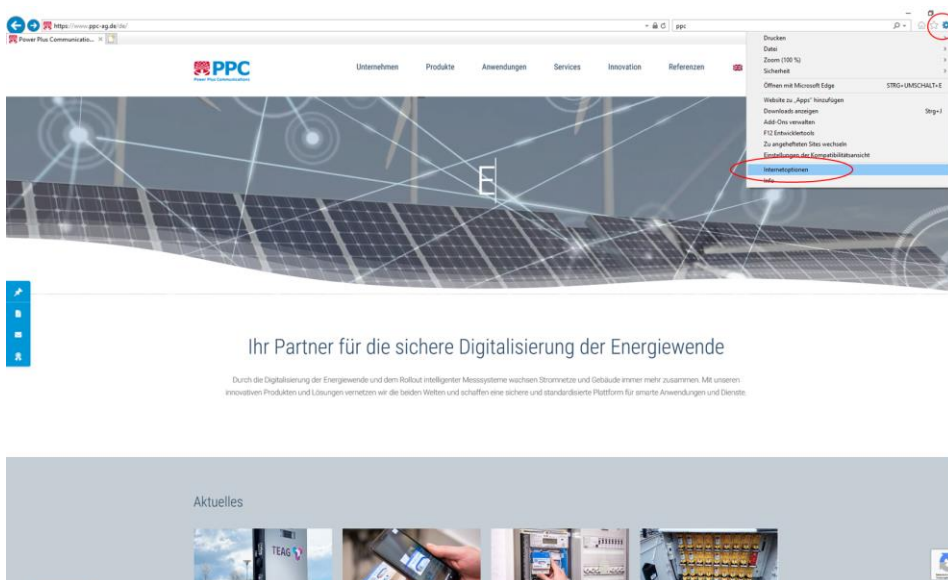 https://www.ppc-ag.de/de/
ppc
Power Plus Communicatio...
PPC
Power Plus Communications
Unternehmen Produkte Anwendungen Services Innovation Referenzen
Drucken
Datei
Zoom (100 %)
Sicherheit
Öffnen mit Microsoft Edge STRG+UMSCHALT+E
Website zu „Apps“ hinzufügen
Downloads anzeigen Strg+J
Add-Ons verwalten
F12 Entwicklertools
Zu angehefteten Sites wechseln
Einstellungen der Kompatibilitätsansicht
Internetoptionen
Info
E
Ihr Partner für die sichere Digitalisierung der Energiewende
Durch die Digitalisierung der Energiewende und dem Rollout intelligenter Messsysteme wachsen Stromnetze und Gebäude immer mehr zusammen. Mit unseren
innovativen Produkten und Lösungen vernetzen wir die beiden Welten und schaffen eine sichere und standardisierte Plattform für smarte Anwendungen und Dienste.
Aktuelles
TEAG